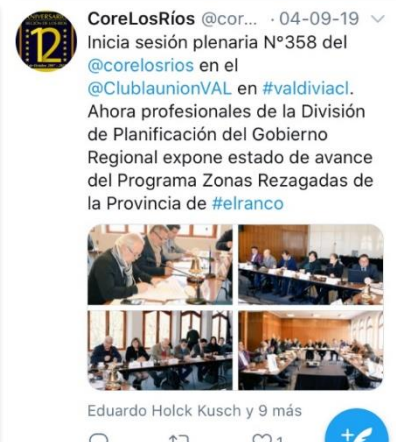 ANIVERSARIO
12
CoreLosRíos @cor... · 04-09-19
Inicia sesión plenaria N°358 del
@corelosrios en el
@ClublaunionVAL en #valdiviacl.
Ahora profesionales de la División
de Planificación del Gobierno
Regional expone estado de avance
del Programa Zonas Rezagadas de
la Provincia de #elranco
Eduardo Holck Kusch y 9 más
1